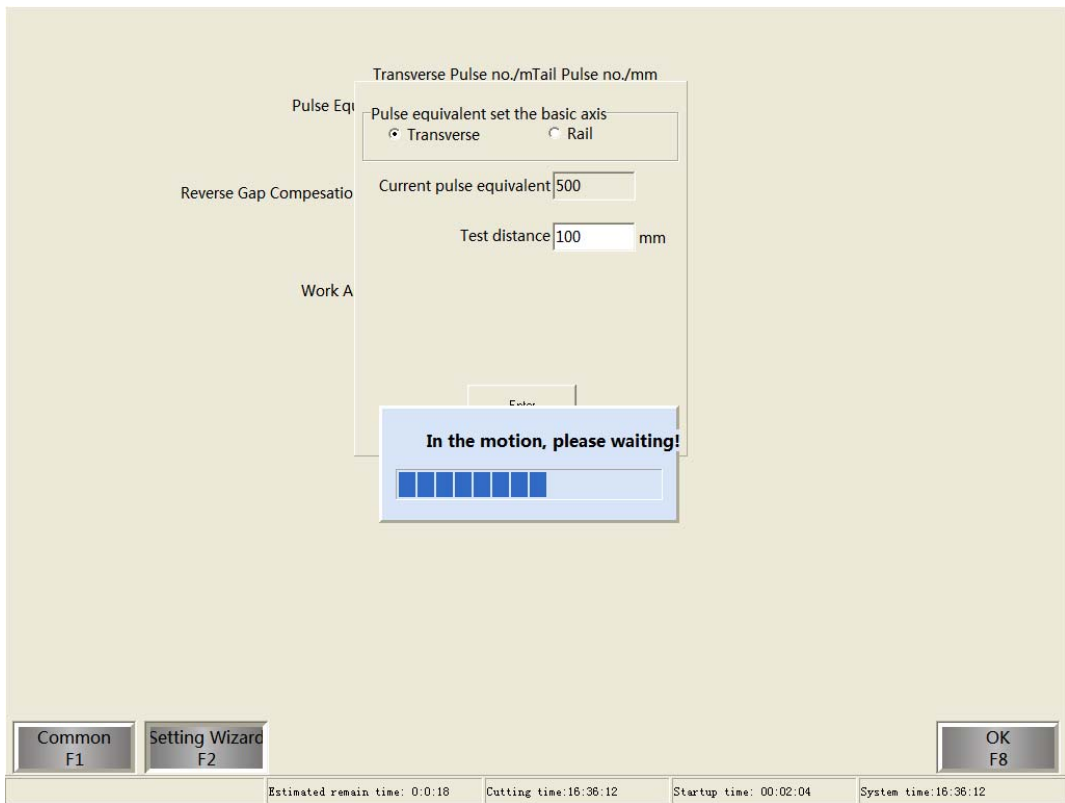 Transverse Pulse no./mTail Pulse no./mm
Pulse Equ
Pulse equivalent set the basic axis
Transverse Rail
Reverse Gap Compesatio
Current pulse equivalent 500
Test distance 100 mm
Work A
Enter
In the motion, please waiting!
Common
F1
Setting Wizard
F2
OK
F8
Estimated remain time: 0:0:18 Cutting time:16:36:12 Startup time: 00:02:04 System time:16:36:12